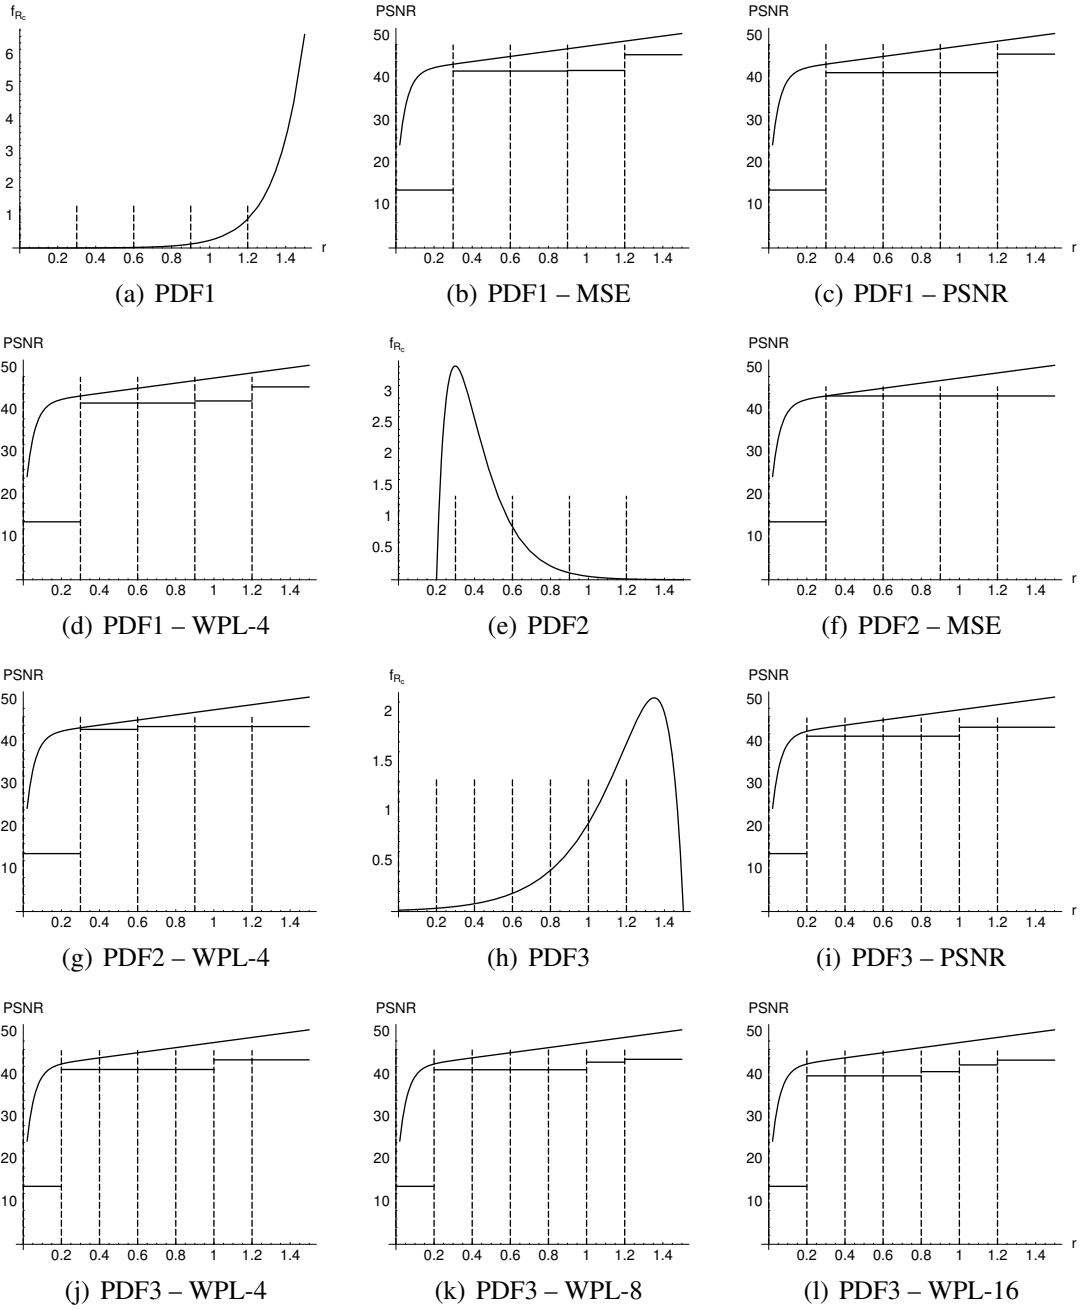 f_{R_c}
6
5
4
3
2
1
0.2 0.4 0.6 0.8 1 1.2 1.4 r
(a) PDF1
PSNR
50
40
30
20
10
0.2 0.4 0.6 0.8 1 1.2 1.4 r
(b) PDF1 – MSE
PSNR
50
40
30
20
10
0.2 0.4 0.6 0.8 1 1.2 1.4 r
(c) PDF1 – PSNR
PSNR
50
40
30
20
10
0.2 0.4 0.6 0.8 1 1.2 1.4
(d) PDF1 – WPL-4
f_{R_c}
3
2.5
2
1.5
1
0.5
0.2 0.4 0.6 0.8 1 1.2 1.4
(e) PDF2
PSNR
50
40
30
20
10
0.2 0.4 0.6 0.8 1 1.2 1.4 r
(f) PDF2 – MSE
PSNR
50
40
30
20
10
0.2 0.4 0.6 0.8 1 1.2 1.4
(g) PDF2 – WPL-4
f_{R_c}
2
1.5
1
0.5
0.2 0.4 0.6 0.8 1 1.2 1.4
(h) PDF3
PSNR
50
40
30
20
10
0.2 0.4 0.6 0.8 1 1.2 1.4 r
(i) PDF3 – PSNR
PSNR
50
40
30
20
10
0.2 0.4 0.6 0.8 1 1.2 1.4
(j) PDF3 – WPL-4
PSNR
50
40
30
20
10
0.2 0.4 0.6 0.8 1 1.2 1.4
(k) PDF3 – WPL-8
PSNR
50
40
30
20
10
0.2 0.4 0.6 0.8 1 1.2 1.4 r
(l) PDF3 – WPL-16